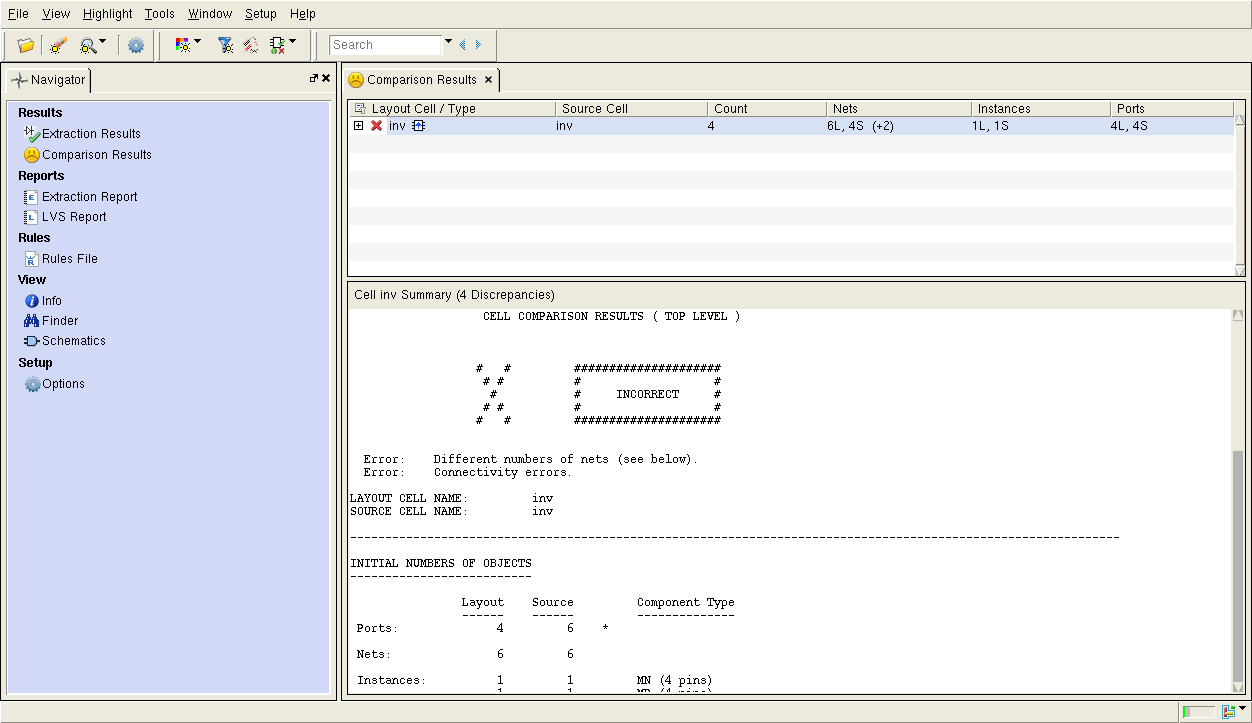 File View Highlight Tools Window Setup Help
Search
Navigator
Results
Extraction Results
Comparison Results
Reports
Extraction Report
LVS Report
Rules
Rules File
View
Info
Finder
Schematics
Setup
Options
Comparison Results
Layout Cell / Type Source Cell Count Nets Instances Ports
inv inv 4 6L, 4S (+2) 1L, 1S 4L, 4S
Cell inv Summary (4 Discrepancies)
CELL COMPARISON RESULTS ( TOP LEVEL )
# # #####################
# # # #
# # INCORRECT #
# # # #
# # #####################
Error: Different numbers of nets (see below).
Error: Connectivity errors.
LAYOUT CELL NAME: inv
SOURCE CELL NAME: inv
INITIAL NUMBERS OF OBJECTS
Layout Source Component Type
Ports: 4 6 *
Nets: 6 6
Instances: 1 1 MN (4 pins)